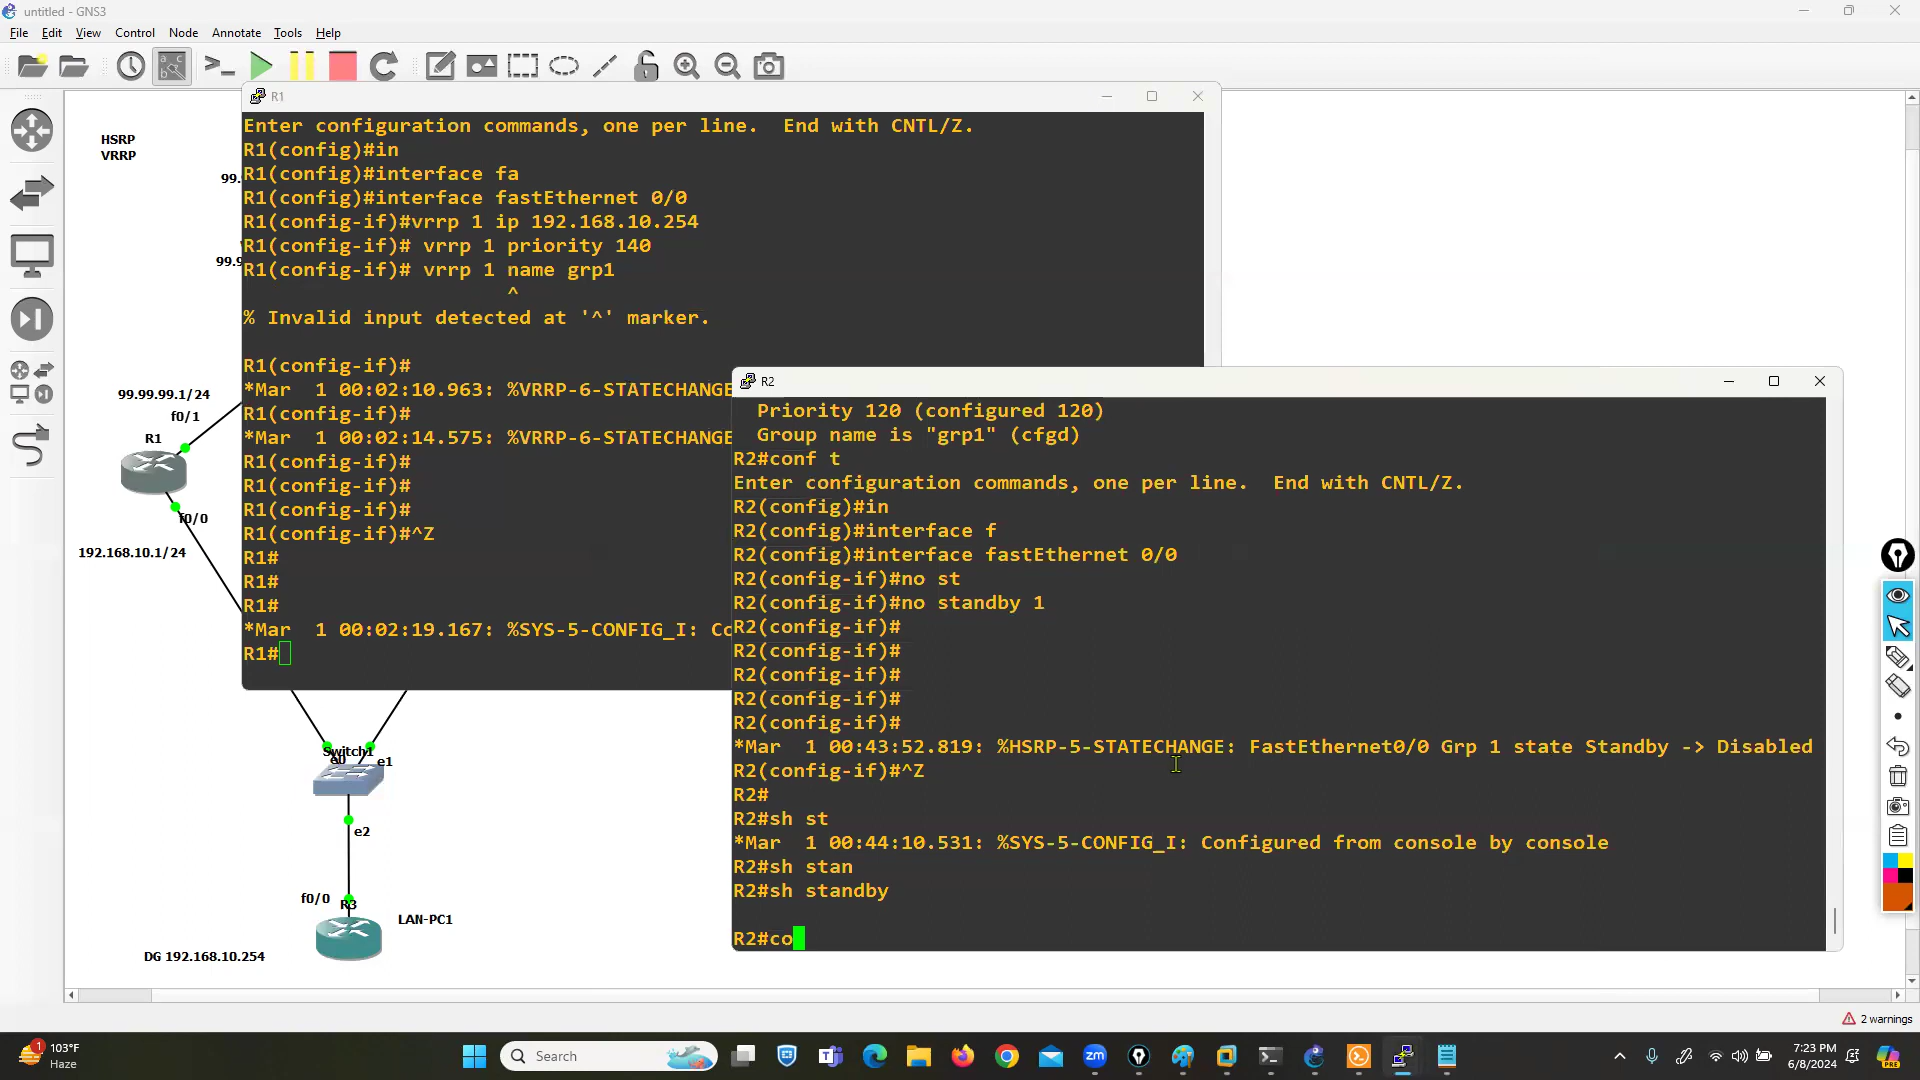 untitled - GNS3
File Edit View Control Node Annotate Tools Help
HSRP
VRRP
99.
99.9
99.99.99.1/24
f0/1
R1
f0/0
192.168.10.1/24
R1
Enter configuration commands, one per line.  End with CNTL/Z.
R1(config)#in
R1(config)#interface fa
R1(config)#interface fastEthernet 0/0
R1(config-if)#vrrp 1 ip 192.168.10.254
R1(config-if)# vrrp 1 priority 140
R1(config-if)# vrrp 1 name grp1
^
% Invalid input detected at '^' marker.
R1(config-if)#
*Mar  1 00:02:10.963: %VRRP-6-STATECHANGE
R1(config-if)#
*Mar  1 00:02:14.575: %VRRP-6-STATECHANGE
R1(config-if)#
R1(config-if)#
R1(config-if)#
R1(config-if)#^Z
R1#
R1#
R1#
*Mar  1 00:02:19.167: %SYS-5-CONFIG_I: Co
R1#
R2
Priority 120 (configured 120)
Group name is "grp1" (cfgd)
R2#conf t
Enter configuration commands, one per line.  End with CNTL/Z.
R2(config)#in
R2(config)#interface f
R2(config)#interface fastEthernet 0/0
R2(config-if)#no st
R2(config-if)#no standby 1
R2(config-if)#
R2(config-if)#
R2(config-if)#
R2(config-if)#
R2(config-if)#
*Mar  1 00:43:52.819: %HSRP-5-STATECHANGE: FastEthernet0/0 Grp 1 state Standby -> Disabled
R2(config-if)#^Z
R2#
R2#sh st
*Mar  1 00:44:10.531: %SYS-5-CONFIG_I: Configured from console by console
R2#sh stan
R2#sh standby
R2#co
Switch1
e0
e1
e2
f0/0
R3
LAN-PC1
DG 192.168.10.254
2 warnings
1
103°F
Haze
Search
zm
7:23 PM
6/8/2024
PRE